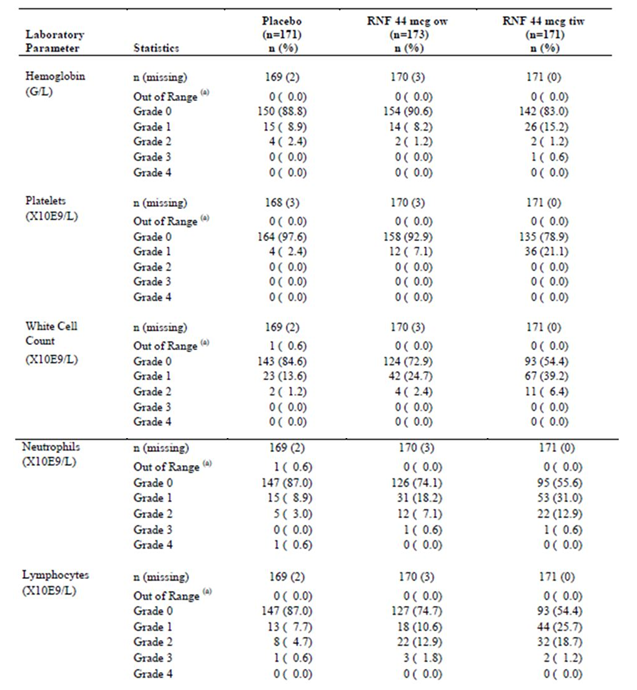 Placebo RNF 44 mcg ow RNF 44 mcg tiw
Laboratory (n=171) (n=173) (n=171)
Parameter Statistics n (%) n (%) n (%)
Hemoglobin n (missing) 169 (2) 170 (3) 171 (0)
(G/L) Out of Range (a) 0 ( 0.0) 0 ( 0.0) 0 ( 0.0)
Grade 0 150 (88.8) 154 (90.6) 142 (83.0)
Grade 1 15 ( 8.9) 14 ( 8.2) 26 (15.2)
Grade 2 4 ( 2.4) 2 ( 1.2) 2 ( 1.2)
Grade 3 0 ( 0.0) 0 ( 0.0) 1 ( 0.6)
Grade 4 0 ( 0.0) 0 ( 0.0) 0 ( 0.0)
Platelets n (missing) 168 (3) 170 (3) 171 (0)
(X10E9/L) Out of Range (a) 0 ( 0.0) 0 ( 0.0) 0 ( 0.0)
Grade 0 164 (97.6) 158 (92.9) 135 (78.9)
Grade 1 4 ( 2.4) 12 ( 7.1) 36 (21.1)
Grade 2 0 ( 0.0) 0 ( 0.0) 0 ( 0.0)
Grade 3 0 ( 0.0) 0 ( 0.0) 0 ( 0.0)
Grade 4 0 ( 0.0) 0 ( 0.0) 0 ( 0.0)
White Cell n (missing) 169 (2) 170 (3) 171 (0)
Count Out of Range (a) 1 ( 0.6) 0 ( 0.0) 0 ( 0.0)
(X10E9/L) Grade 0 143 (84.6) 124 (72.9) 93 (54.4)
Grade 1 23 (13.6) 42 (24.7) 67 (39.2)
Grade 2 2 ( 1.2) 4 ( 2.4) 11 ( 6.4)
Grade 3 0 ( 0.0) 0 ( 0.0) 0 ( 0.0)
Grade 4 0 ( 0.0) 0 ( 0.0) 0 ( 0.0)
Neutrophils n (missing) 169 (2) 170 (3) 171 (0)
(X10E9/L) Out of Range (a) 1 ( 0.6) 0 ( 0.0) 0 ( 0.0)
Grade 0 147 (87.0) 126 (74.1) 95 (55.6)
Grade 1 15 ( 8.9) 31 (18.2) 53 (31.0)
Grade 2 5 ( 3.0) 12 ( 7.1) 22 (12.9)
Grade 3 0 ( 0.0) 1 ( 0.6) 1 ( 0.6)
Grade 4 1 ( 0.6) 0 ( 0.0) 0 ( 0.0)
Lymphocytes n (missing) 169 (2) 170 (3) 171 (0)
(X10E9/L) Out of Range (a) 0 ( 0.0) 0 ( 0.0) 0 ( 0.0)
Grade 0 147 (87.0) 127 (74.7) 93 (54.4)
Grade 1 13 ( 7.7) 18 (10.6) 44 (25.7)
Grade 2 8 ( 4.7) 22 (12.9) 32 (18.7)
Grade 3 1 ( 0.6) 3 ( 1.8) 2 ( 1.2)
Grade 4 0 ( 0.0) 0 ( 0.0) 0 ( 0.0)